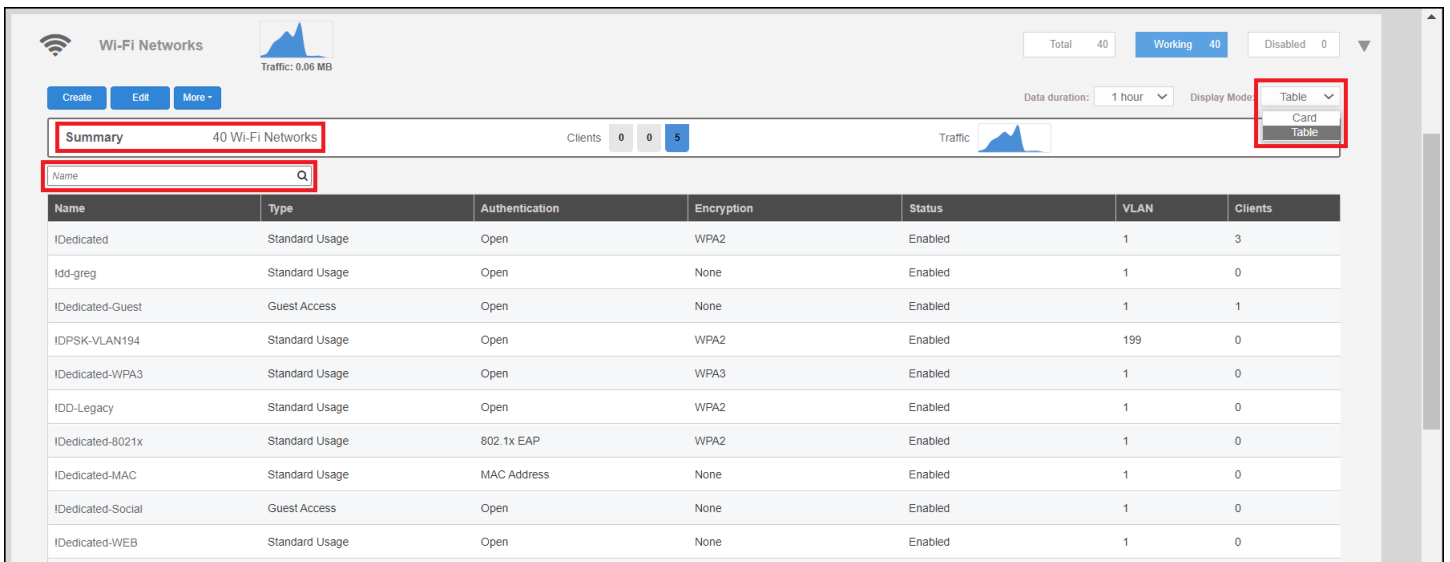 Wi-Fi Networks
Traffic: 0.06 MB
Total 40 Working 40 Disabled 0
Create Edit More
Data duration: 1 hour Display Mode: Table
Card
Table
Summary 40 Wi-Fi Networks Clients 0 0 5 Traffic
Name
Name Type Authentication Encryption Status VLAN Clients
!Dedicated Standard Usage Open WPA2 Enabled 1 3
!dd-greg Standard Usage Open None Enabled 1 0
!Dedicated-Guest Guest Access Open None Enabled 1 1
!DPSK-VLAN194 Standard Usage Open WPA2 Enabled 199 0
!Dedicated-WPA3 Standard Usage Open WPA3 Enabled 1 0
!DD-Legacy Standard Usage Open WPA2 Enabled 1 0
!Dedicated-8021x Standard Usage 802.1x EAP WPA2 Enabled 1 0
!Dedicated-MAC Standard Usage MAC Address None Enabled 1 0
!Dedicated-Social Guest Access Open None Enabled 1 0
!Dedicated-WEB Standard Usage Open None Enabled 1 0